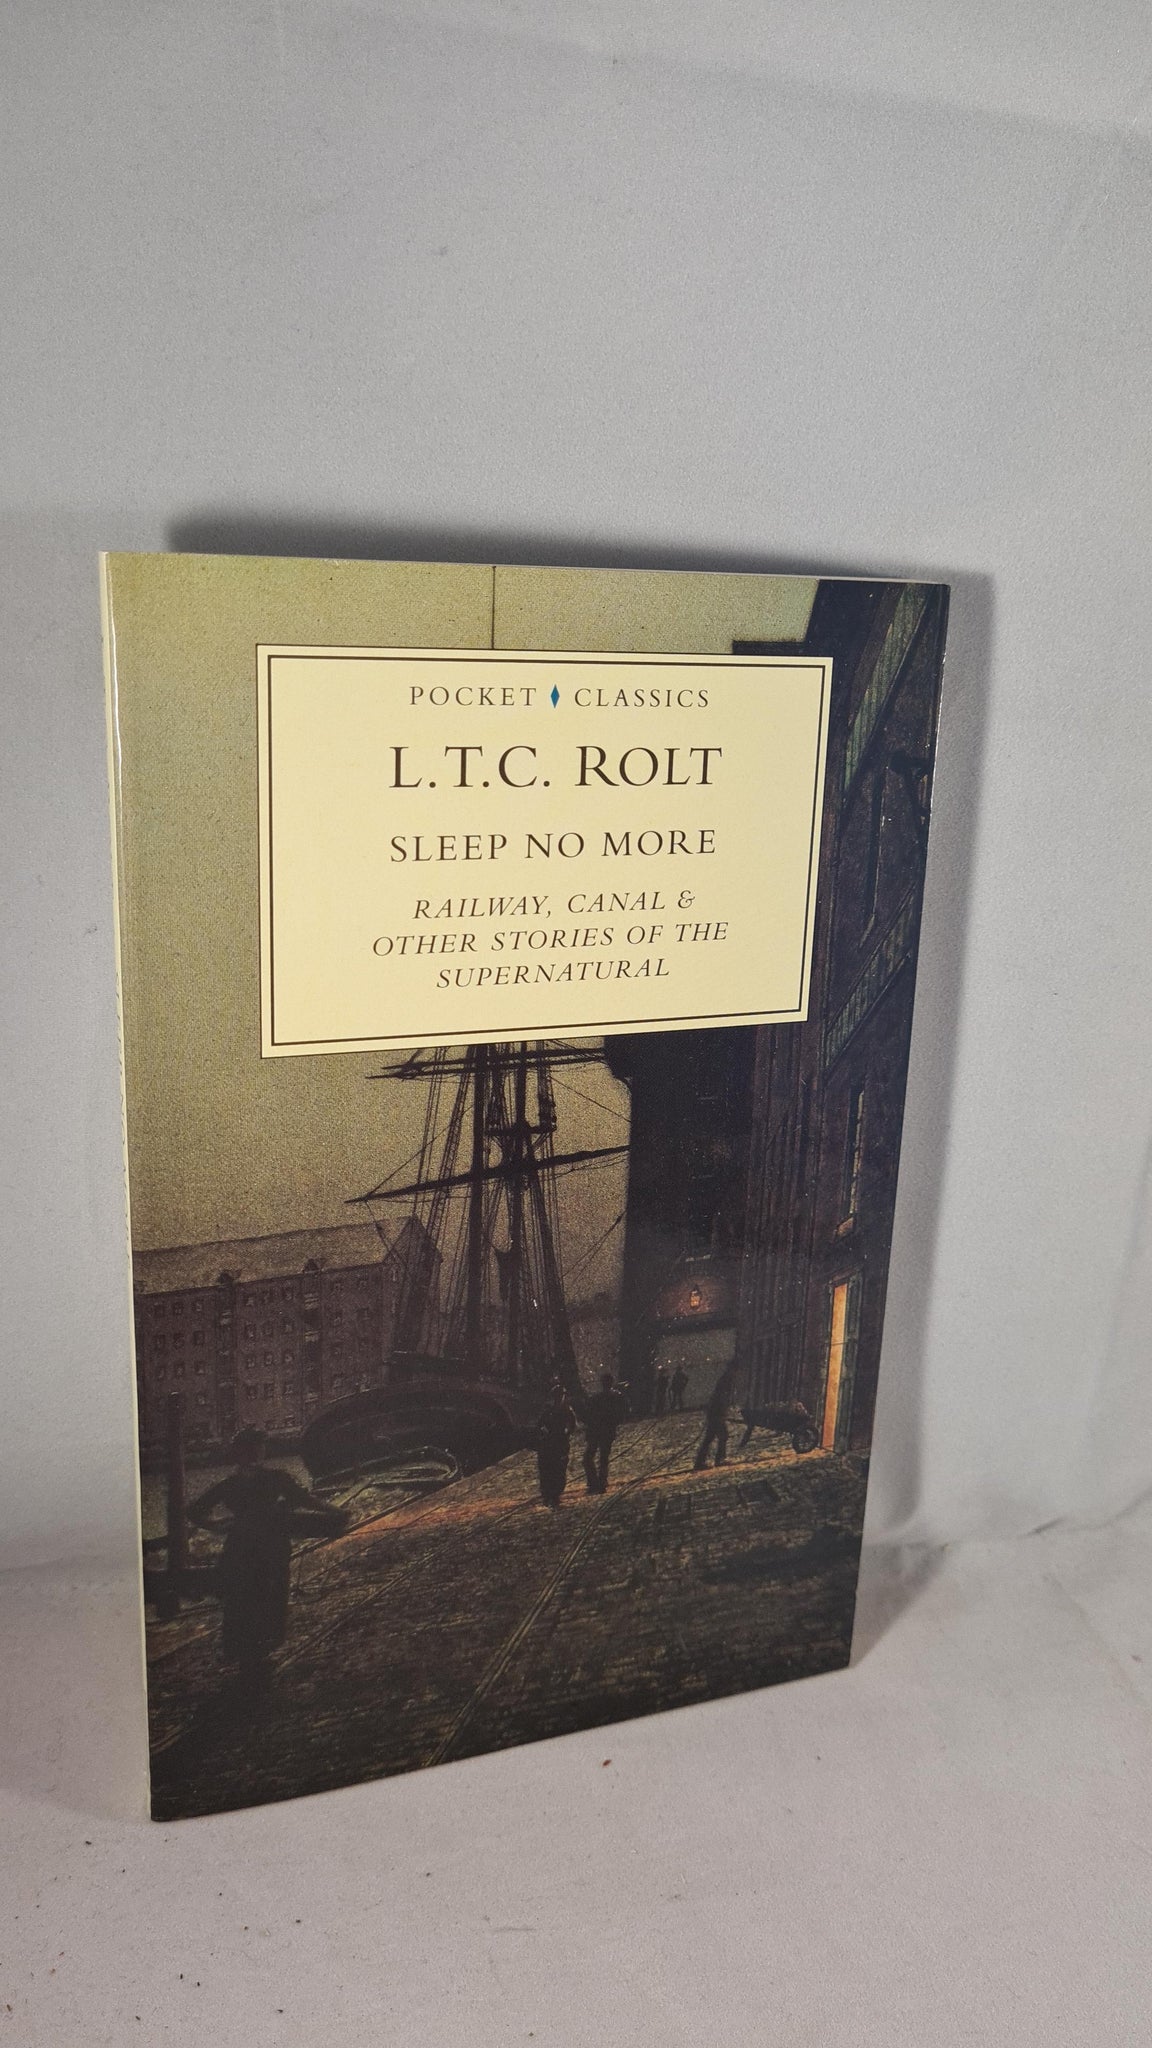 POCKET CLASSICS
L.T.C. ROLT
SLEEP NO MORE
RAILWAY, CANAL &
OTHER STORIES OF THE
SUPERNATURAL